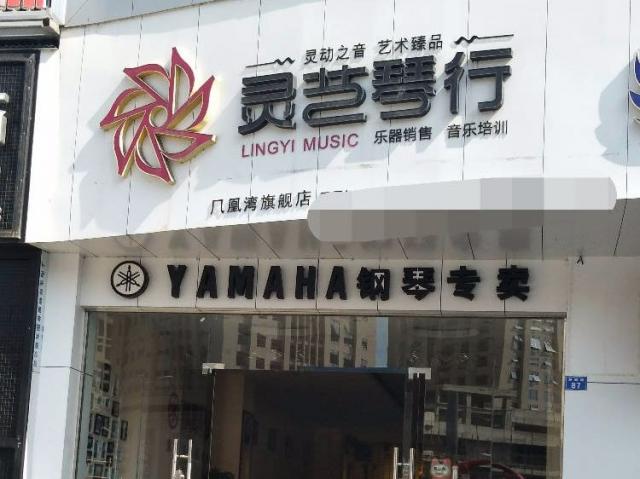 灵动之音 艺术臻品
灵艺琴行
LINGYI MUSIC 乐器销售 音乐培训
凰湾旗舰店
YAMAHA钢琴专卖
87